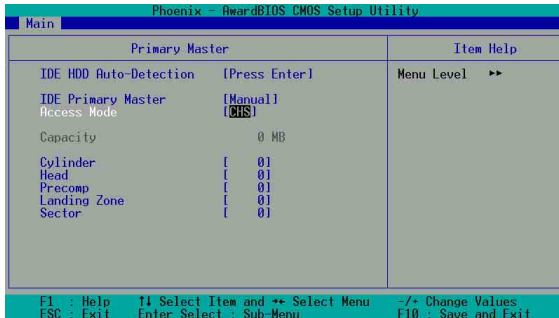 Phoenix - AwardBIOS CMOS Setup Utility
Main
Primary Master
Item Help
IDE HDD Auto-Detection [Press Enter]
Menu Level ►►
IDE Primary Master [Manual]
Access Mode [CHS]
Capacity 0 MB
Cylinder [ 0]
Head [ 0]
Precomp [ 0]
Landing Zone [ 0]
Sector [ 0]
F1 : Help ↑↓ Select Item and →← Select Menu -/+ Change Values
ESC : Exit Enter Select : Sub-Menu F10 : Save and Exit